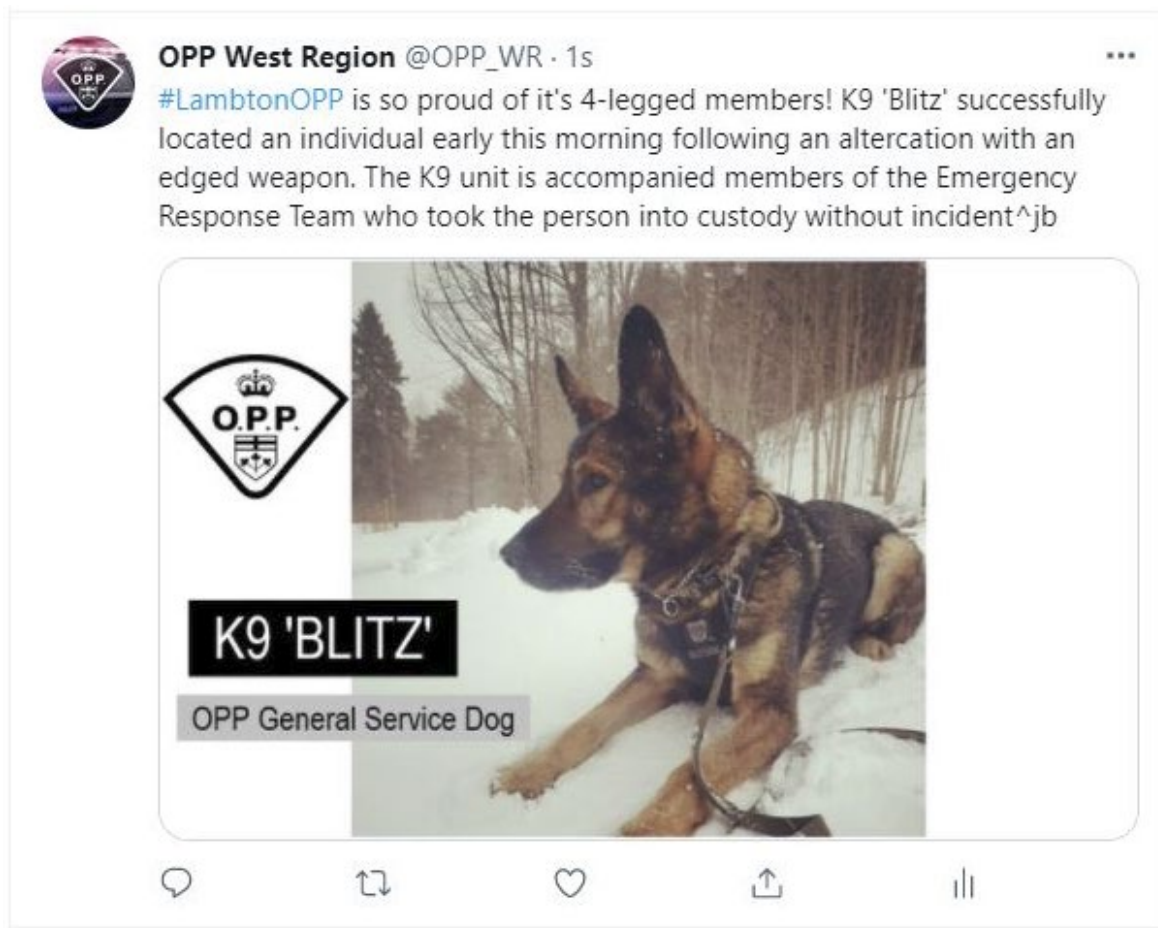 OPP West Region @OPP_WR · 1s
#LambtonOPP is so proud of it's 4-legged members! K9 'Blitz' successfully
located an individual early this morning following an altercation with an
edged weapon. The K9 unit is accompanied members of the Emergency
Response Team who took the person into custody without incident^jb
O.P.P.
O.P.P.
K9 'BLITZ'
OPP General Service Dog